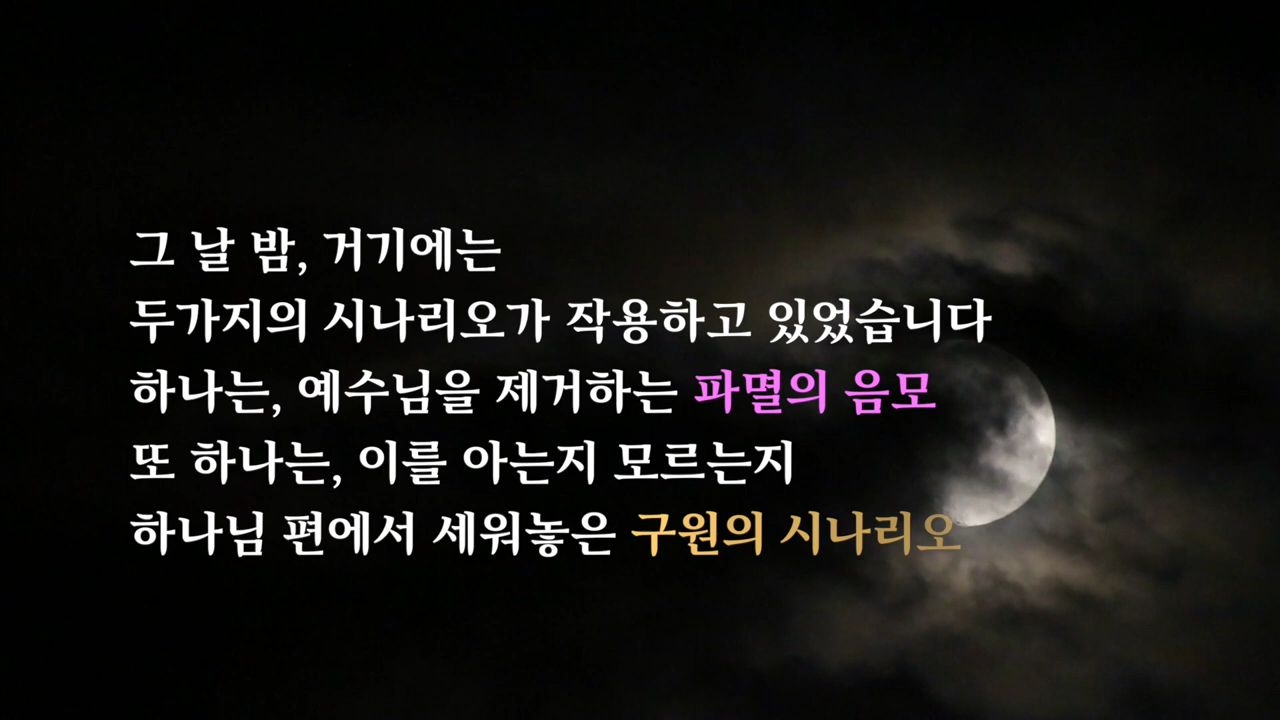 그 날 밤, 거기에는
두가지의 시나리오가 작용하고 있었습니다
하나는, 예수님을 제거하는 파멸의 음모
또 하나는, 이를 아는지 모르는지
하나님 편에서 세워놓은 구원의 시나리오